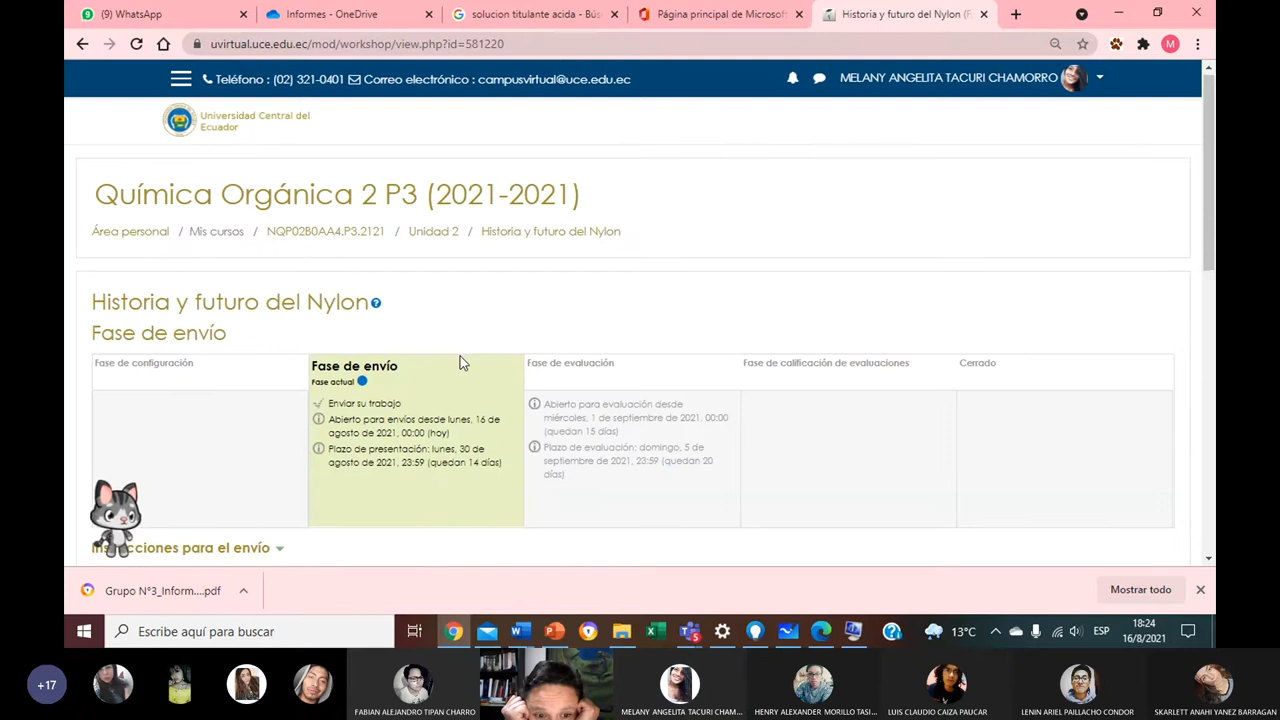 (9) WhatsApp
Informes - OneDrive
solucion titulante acida - Bús
Página principal de Microsoft
Historia y futuro del Nylon (F
uvirtual.uce.edu.ec/mod/workshop/view.php?id=581220
M
Teléfono : (02) 321-0401 Correo electrónico : campusvirtual@uce.edu.ec
MELANY ANGELITA TACURI CHAMORRO
Universidad Central del
Ecuador
Química Orgánica 2 P3 (2021-2021)
Área personal / Mis cursos / NQP02B0AA4.P3.2121 / Unidad 2 / Historia y futuro del Nylon
Historia y futuro del Nylon
Fase de envío
Fase de configuración
Fase de envío
Fase actual
Enviar su trabajo
Abierto para envíos desde lunes, 16 de
agosto de 2021, 00:00 (hoy)
Plazo de presentación: lunes, 30 de
agosto de 2021, 23:59 (quedan 14 días)
Fase de evaluación
Abierto para evaluación desde
miércoles, 1 de septiembre de 2021, 00:00
(quedan 15 días)
Plazo de evaluación: domingo, 5 de
septiembre de 2021, 23:59 (quedan 20
días)
Fase de calificación de evaluaciones
Cerrado
Instrucciones para el envío
Grupo N°3_Inform....pdf
Mostrar todo
Escribe aquí para buscar
13°C
ESP
18:24
16/8/2021
+17
FABIAN ALEJANDRO TIPAN CHARRO
MELANY ANGELITA TACURI CHAM...
HENRY ALEXANDER MORILLO TASI...
LUIS CLAUDIO CAIZA PAUCAR
LENIN ARIEL PAILLACHO CONDOR
SKARLETT ANAHI YANEZ BARRAGAN